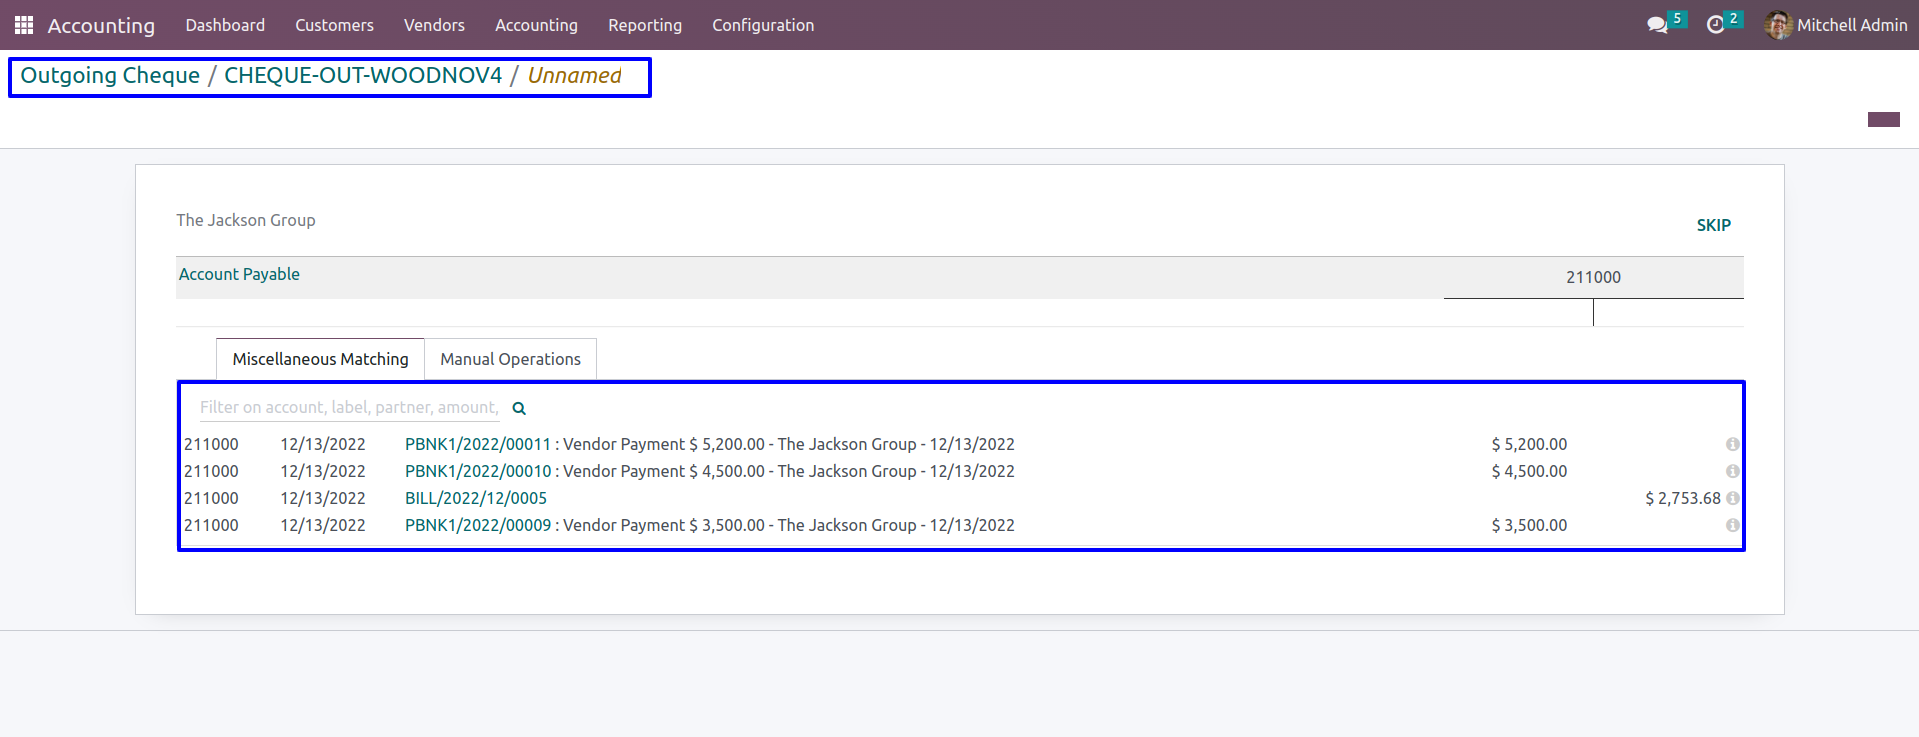 Accounting Dashboard Customers Vendors Accounting Reporting Configuration 5 2 Mitchell Admin
Outgoing Cheque / CHEQUE-OUT-WOODNOV4 / Unnamed
The Jackson Group
SKIP
Account Payable 211000
Miscellaneous Matching Manual Operations
Filter on account, label, partner, amount,
211000 12/13/2022 PBNK1/2022/00011 : Vendor Payment $ 5,200.00 - The Jackson Group - 12/13/2022 $ 5,200.00
211000 12/13/2022 PBNK1/2022/00010 : Vendor Payment $ 4,500.00 - The Jackson Group - 12/13/2022 $ 4,500.00
211000 12/13/2022 BILL/2022/12/0005 $ 2,753.68
211000 12/13/2022 PBNK1/2022/00009 : Vendor Payment $ 3,500.00 - The Jackson Group - 12/13/2022 $ 3,500.00